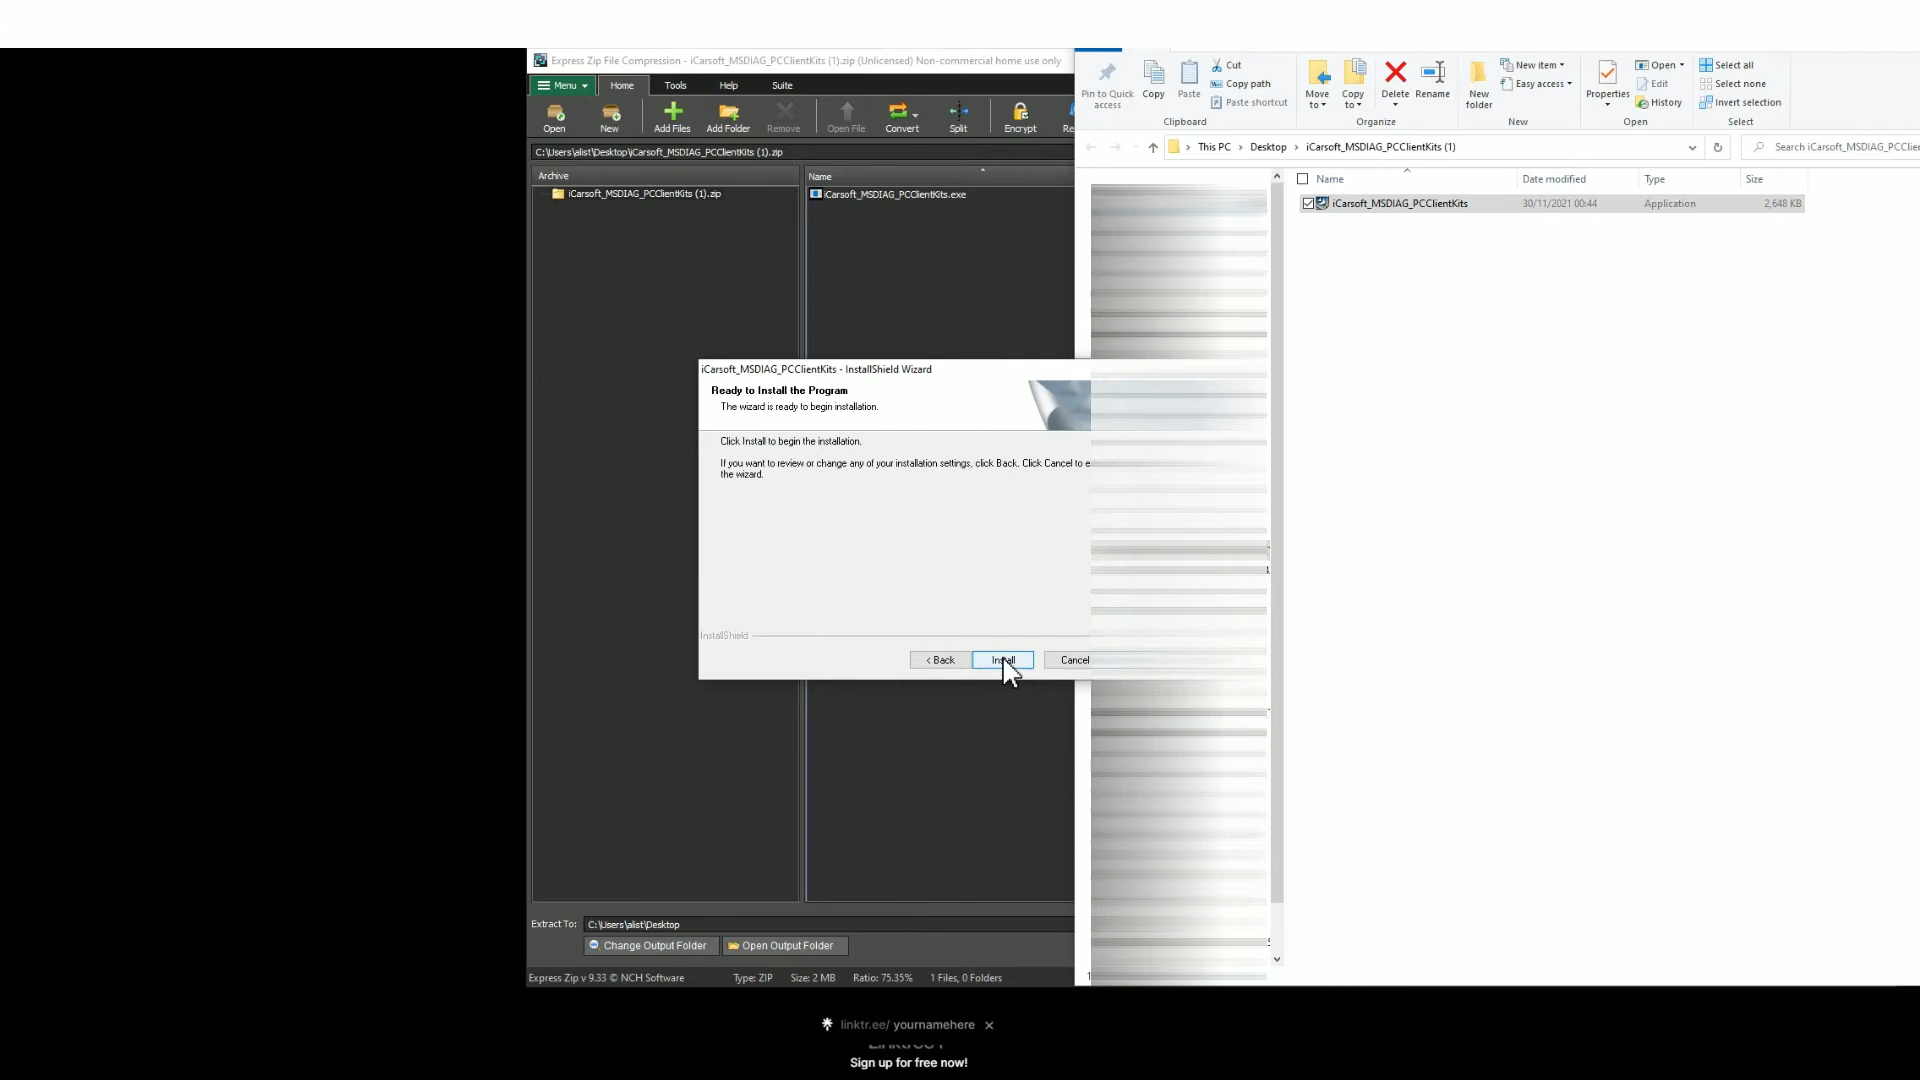 Express Zip File Compression - iCarsoft_MSDIAG_PCClientKits (1).zip (Unlicensed) Non-commercial home use only
Menu Home Tools Help Suite
Open New Add Files Add Folder Remove Open File Convert Split Encrypt
C:\Users\alist\Desktop\iCarsoft_MSDIAG_PCClientKits (1).zip
Archive
iCarsoft_MSDIAG_PCClientKits (1).zip
Name
iCarsoft_MSDIAG_PCClientKits.exe
Pin to Quick access
Copy
Paste
Cut
Copy path
Paste shortcut
Clipboard
Move to
Copy to
Delete
Rename
Organize
New folder
New item
Easy access
New
Properties
Open
Edit
History
Open
Select all
Select none
Invert selection
Select
This PC > Desktop > iCarsoft_MSDIAG_PCClientKits (1)
Search iCarsoft_MSDIAG_PCClie
Name Date modified Type Size
iCarsoft_MSDIAG_PCClientKits 30/11/2021 00:44 Application 2,648 KB
iCarsoft_MSDIAG_PCClientKits - InstallShield Wizard
Ready to Install the Program
The wizard is ready to begin installation.
Click Install to begin the installation.
If you want to review or change any of your installation settings, click Back. Click Cancel to e
the wizard.
InstallShield
< Back Install Cancel
Extract To: C:\Users\alist\Desktop
Change Output Folder Open Output Folder
Express Zip v 9.33 © NCH Software Type: ZIP Size: 2 MB Ratio: 75.35% 1 Files, 0 Folders
linktr.ee/ yournamehere ×
Sign up for free now!